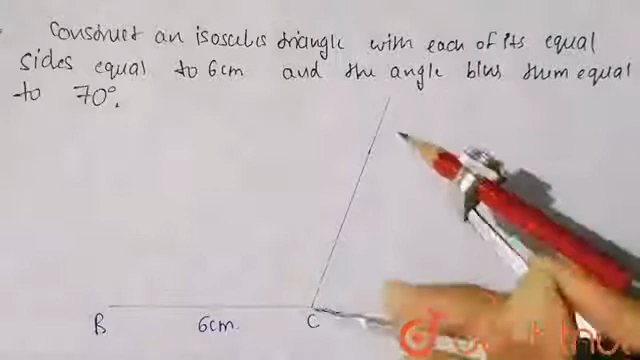 Construct an isosceles triangle with each of its equal
sides equal to 6cm and the angle b/w them equal
to 70°.
B 6cm. C